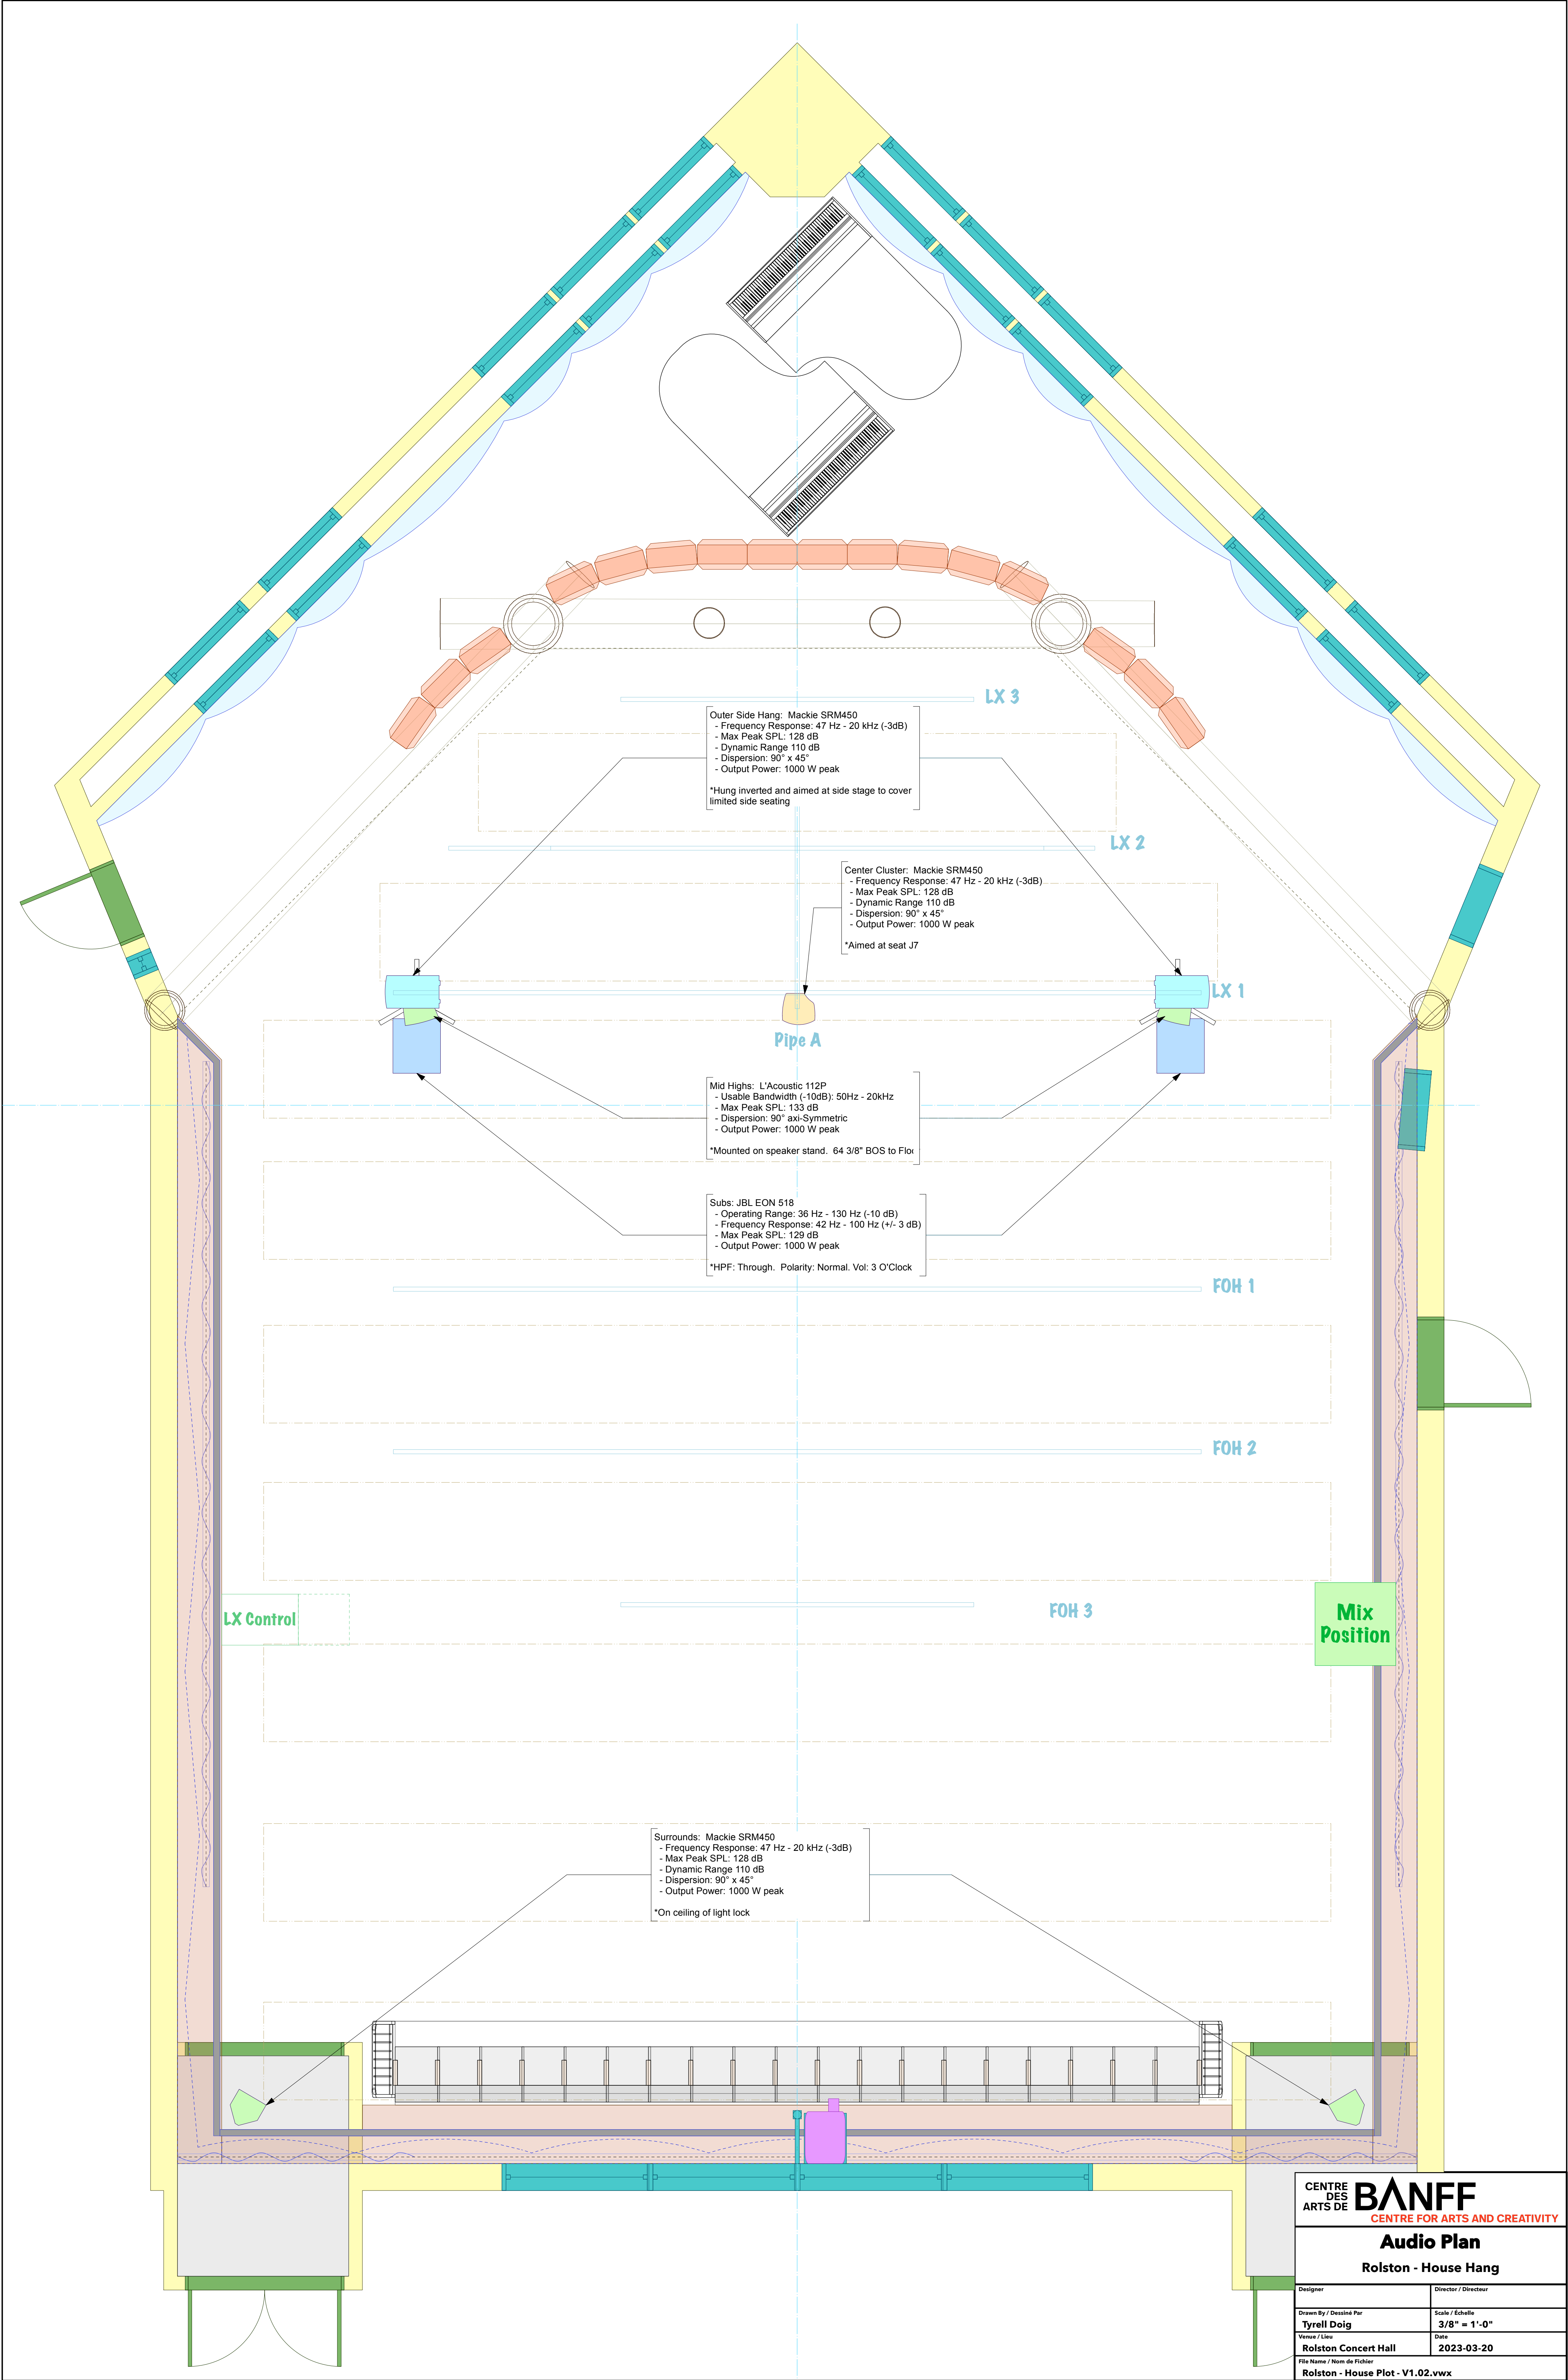 LX 3
Outer Side Hang:  Mackie SRM450
- Frequency Response: 47 Hz - 20 kHz (-3dB)
- Max Peak SPL: 128 dB
- Dynamic Range 110 dB
- Dispersion: 90° x 45°
- Output Power: 1000 W peak
*Hung inverted and aimed at side stage to cover
limited side seating
LX 2
Center Cluster:  Mackie SRM450
- Frequency Response: 47 Hz - 20 kHz (-3dB)
- Max Peak SPL: 128 dB
- Dynamic Range 110 dB
- Dispersion: 90° x 45°
- Output Power: 1000 W peak
*Aimed at seat J7
LX 1
Pipe A
Mid Highs:  L'Acoustic 112P
- Usable Bandwidth (-10dB): 50Hz - 20kHz
- Max Peak SPL: 133 dB
- Dispersion: 90° axi-Symmetric
- Output Power: 1000 W peak
*Mounted on speaker stand.  64 3/8" BOS to Floo
Subs: JBL EON 518
- Operating Range: 36 Hz - 130 Hz (-10 dB)
- Frequency Response: 42 Hz - 100 Hz (+/- 3 dB)
- Max Peak SPL: 129 dB
- Output Power: 1000 W peak
*HPF: Through.  Polarity: Normal. Vol: 3 O'Clock
FOH 1
FOH 2
FOH 3
LX Control
Mix
Position
Surrounds:  Mackie SRM450
- Frequency Response: 47 Hz - 20 kHz (-3dB)
- Max Peak SPL: 128 dB
- Dynamic Range 110 dB
- Dispersion: 90° x 45°
- Output Power: 1000 W peak
*On ceiling of light lock
CENTRE
DES
ARTS DE
BANFF
CENTRE FOR ARTS AND CREATIVITY
Audio Plan
Rolston - House Hang
Designer
Director / Directeur
Drawn By / Dessiné Par
Tyrell Doig
Scale / Échelle
3/8" = 1'-0"
Venue / Lieu
Rolston Concert Hall
Date
2023-03-20
File Name / Nom de Fichier
Rolston - House Plot - V1.02.vwx